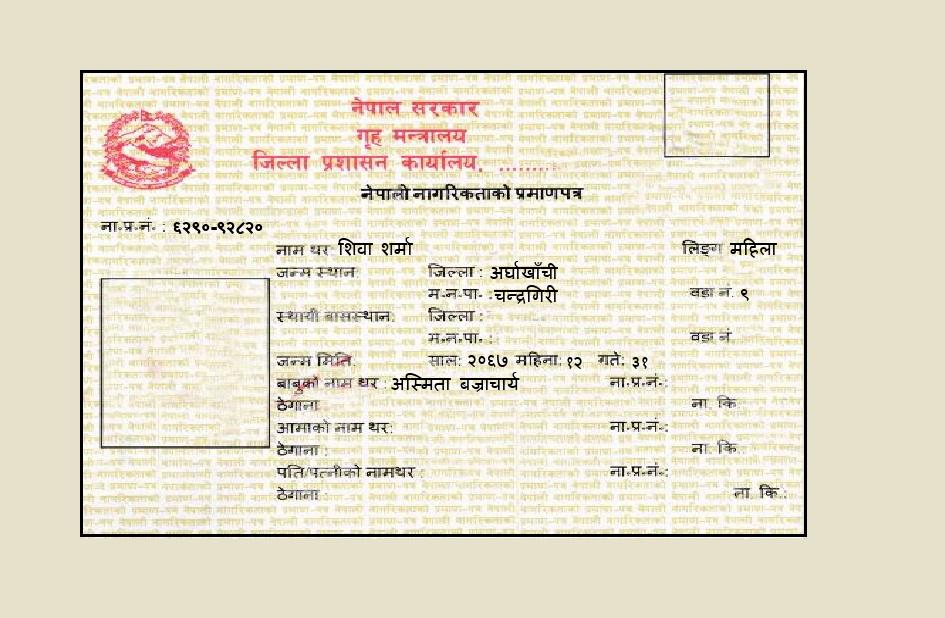 नेपाल सरकार
गृह मन्त्रालय
जिल्ला प्रशासन कार्यालय, .........
नेपाली नागरिकताको प्रमाणपत्र
ना.प्र.नं. : ६२९०-९२८२०
नाम थर: शिवा शर्मा लिङ्ग महिला
जन्म स्थान: जिल्ला : अर्घाखाँची
म.न.पा. : चन्द्रागिरी वडा नं. ९
स्थायी बासस्थान: जिल्ला :
म.न.पा. : वडा नं
जन्म मिति: साल: २०६७ महिना: १२ गते: ३१
बाबुको नाम थर : अस्मिता बज्राचार्य ना.प्र.नं.:
ठेगाना ना. कि.
आमाको नाम थर: ना.प्र.नं.:
ठेगाना : ना. कि.
पति/पत्नीको नामथर : ना.प्र.नं.:
ठेगाना : ना. कि.: